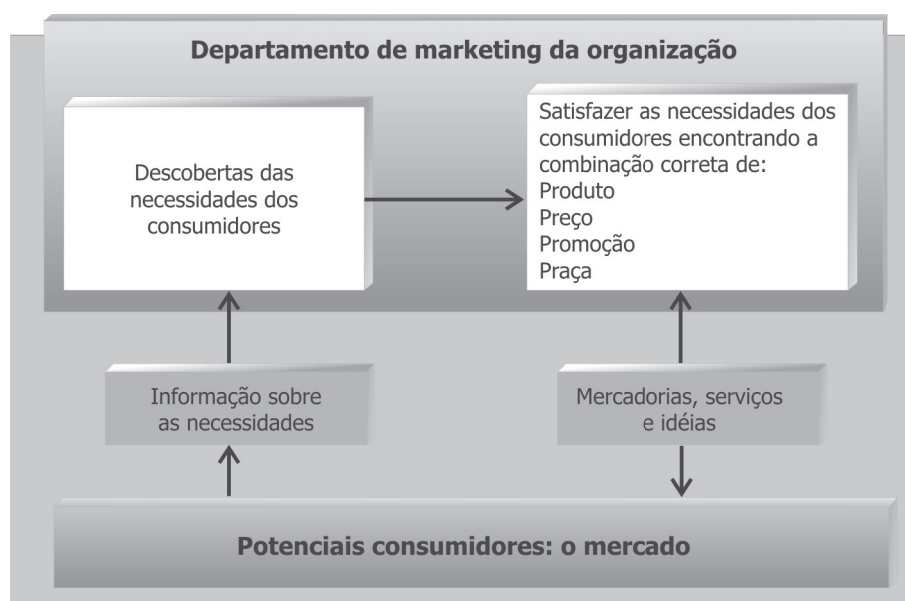 Departamento de marketing da organização
Descobertas das
necessidades dos
consumidores
Satisfazer as necessidades dos
consumidores encontrando a
combinação correta de:
Produto
Preço
Promoção
Praça
Informação sobre
as necessidades
Mercadorias, serviços
e idéias
Potenciais consumidores: o mercado